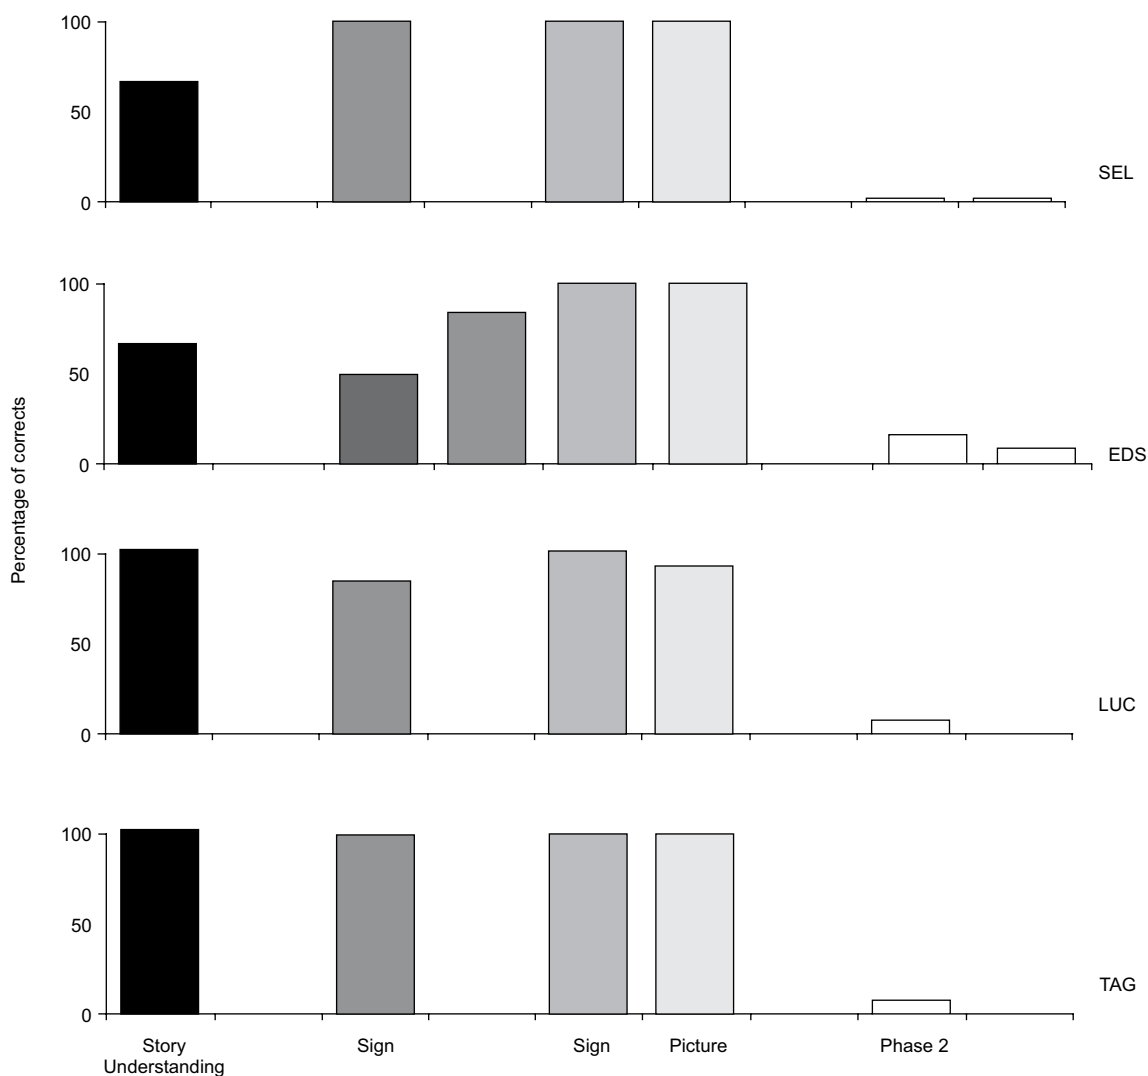 100
50
0
SEL
100
50
0
EDS
Percentage of corrects
100
50
0
LUC
100
50
0
TAG
Story
Understanding
Sign
Sign
Picture
Phase 2